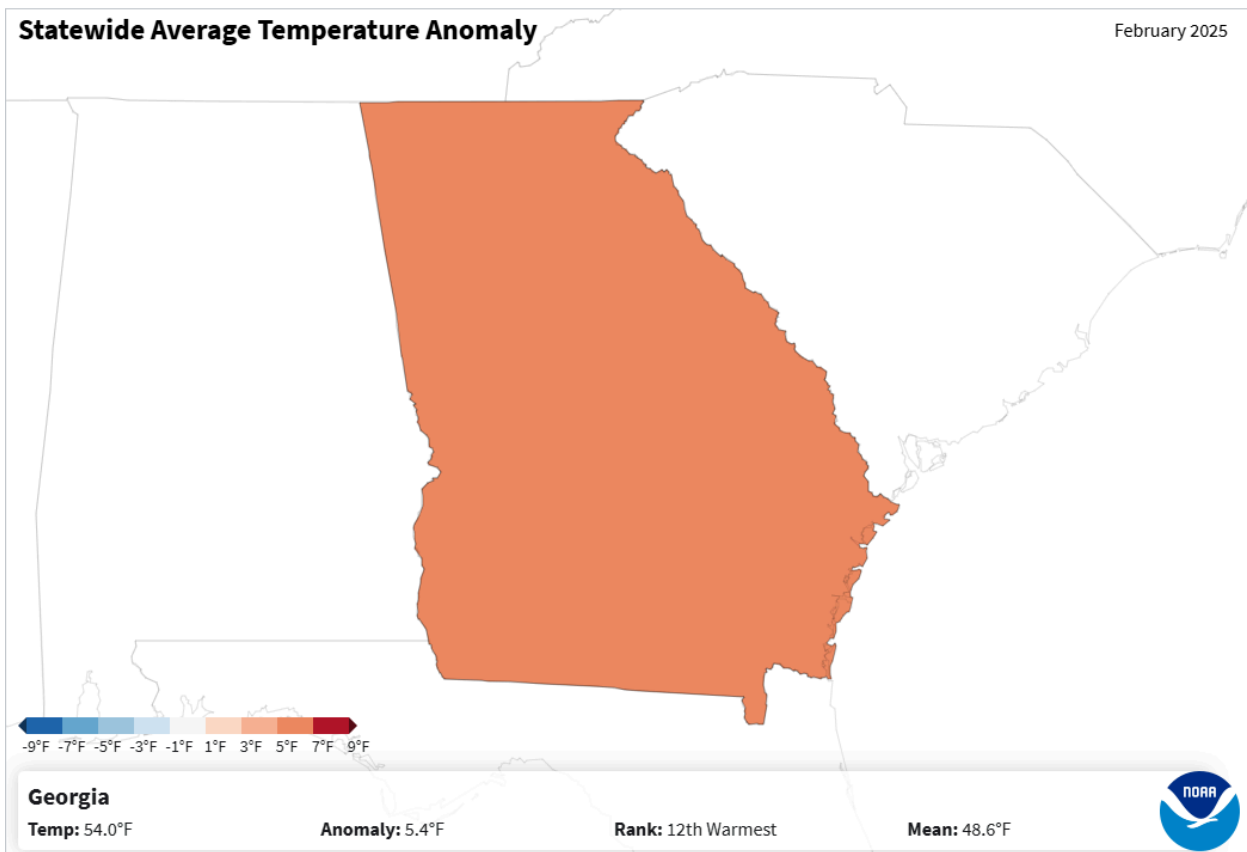 Statewide Average Temperature Anomaly
February 2025
-9°F -7°F -5°F -3°F -1°F 1°F 3°F 5°F 7°F 9°F
Georgia
Temp: 54.0°F Anomaly: 5.4°F Rank: 12th Warmest Mean: 48.6°F
NOAA